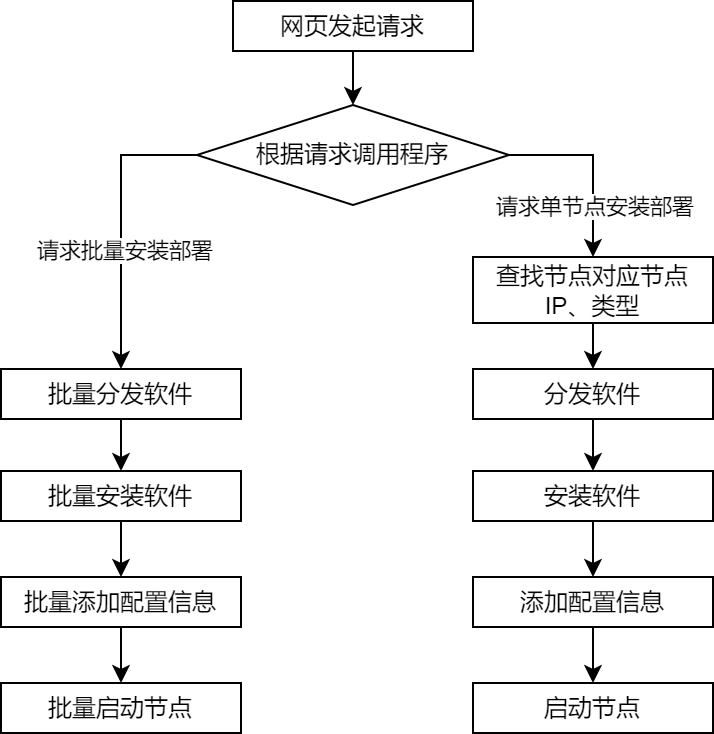 网页发起请求
根据请求调用程序
请求单节点安装部署
请求批量安装部署
查找节点对应节点
IP、类型
批量分发软件
分发软件
批量安装软件
安装软件
批量添加配置信息
添加配置信息
批量启动节点
启动节点